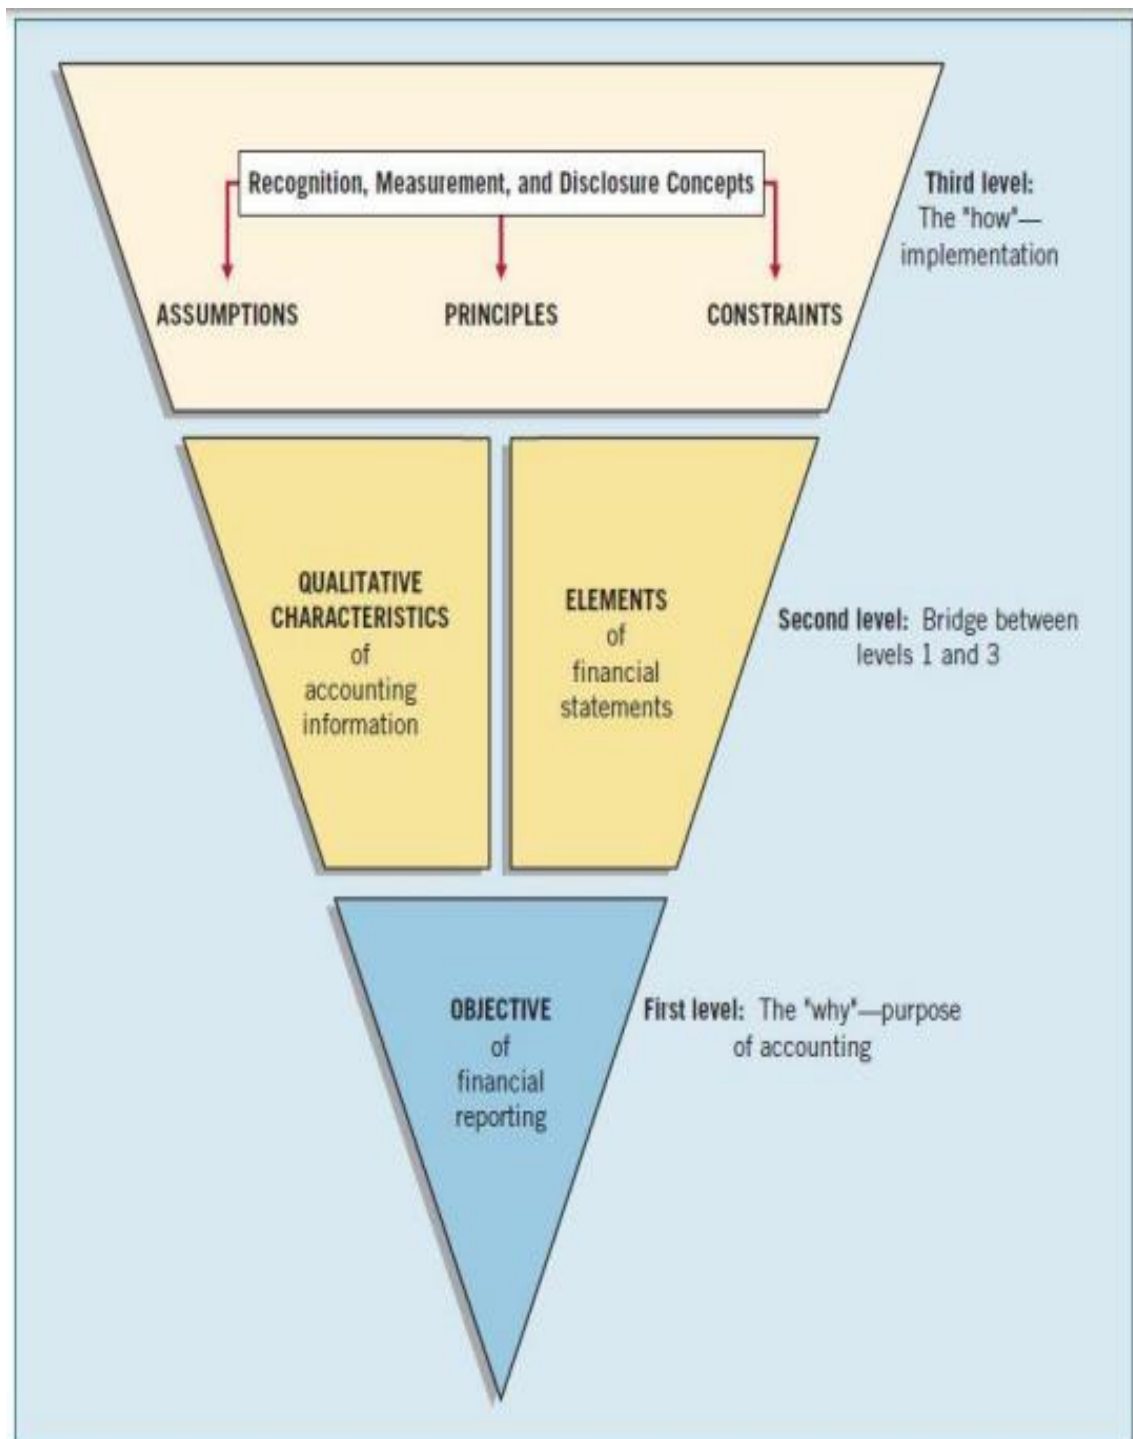 Recognition, Measurement, and Disclosure Concepts
ASSUMPTIONS
PRINCIPLES
CONSTRAINTS
Third level:
The "how"—
implementation
QUALITATIVE
CHARACTERISTICS
of
accounting
information
ELEMENTS
of
financial
statements
Second level: Bridge between
levels 1 and 3
OBJECTIVE
of
financial
reporting
First level: The "why"—purpose
of accounting